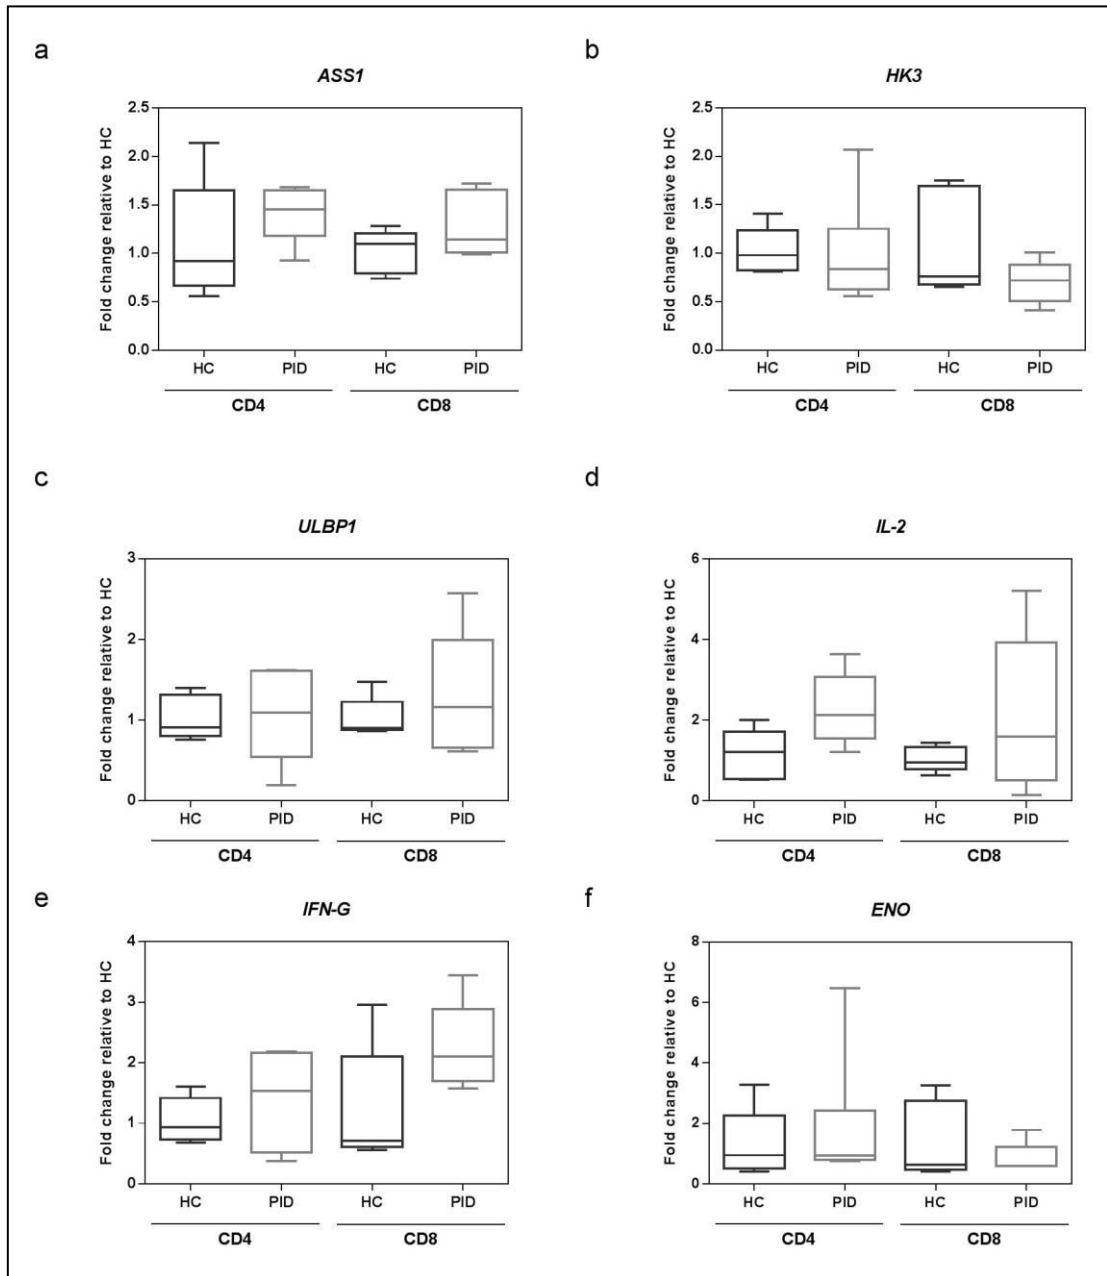 a
ASS1
Fold change relative to HC
2.5
2.0
1.5
1.0
0.5
0.0
HC PID HC PID
CD4 CD8
b
HK3
Fold change relative to HC
2.5
2.0
1.5
1.0
0.5
0.0
HC PID HC PID
CD4 CD8
c
ULBP1
Fold change relative to HC
3
2
1
0
HC PID HC PID
CD4 CD8
d
IL-2
Fold change relative to HC
6
4
2
0
HC PID HC PID
CD4 CD8
e
IFN-G
Fold change relative to HC
4
3
2
1
0
HC PID HC PID
CD4 CD8
f
ENO
Fold change relative to HC
8
6
4
2
0
HC PID HC PID
CD4 CD8